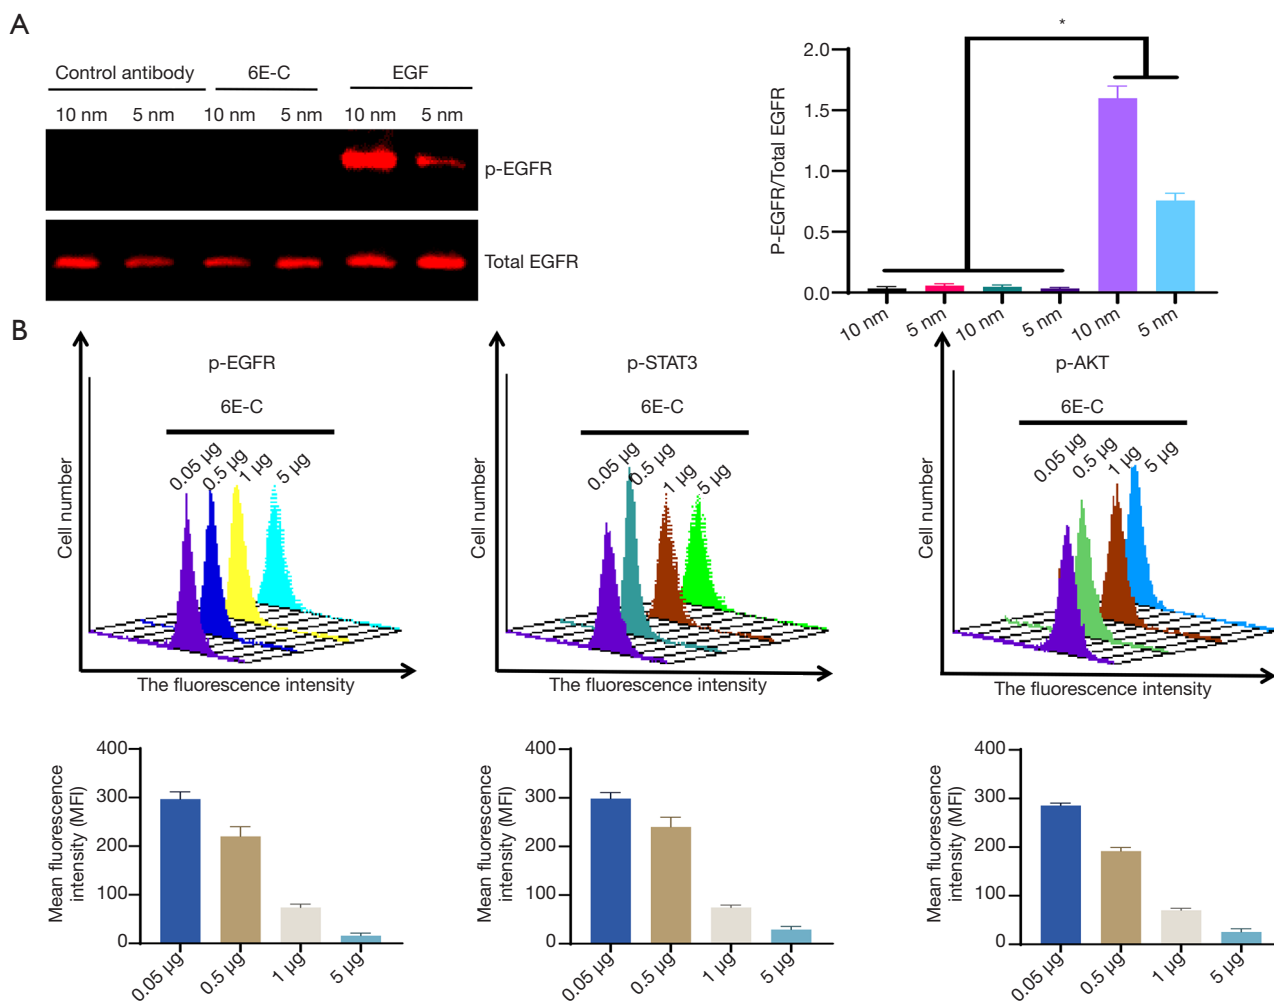 A
Control antibody 6E-C EGF
10 nm 5 nm 10 nm 5 nm 10 nm 5 nm
p-EGFR
Total EGFR
*
P-EGFR/Total EGFR
2.0
1.5
1.0
0.5
0.0
10 nm 5 nm 10 nm 5 nm 10 nm 5 nm
B
p-EGFR
6E-C
0.05 µg 0.5 µg 1 µg 5 µg
Cell number
The fluorescence intensity
p-STAT3
6E-C
0.05 µg 0.5 µg 1 µg 5 µg
Cell number
The fluorescence intensity
p-AKT
6E-C
0.05 µg 0.5 µg 1 µg 5 µg
Cell number
The fluorescence intensity
Mean fluorescence
intensity (MFI)
400
300
200
100
0
0.05 µg 0.5 µg 1 µg 5 µg
Mean fluorescence
intensity (MFI)
400
300
200
100
0
0.05 µg 0.5 µg 1 µg 5 µg
Mean fluorescence
intensity (MFI)
400
300
200
100
0
0.05 µg 0.5 µg 1 µg 5 µg